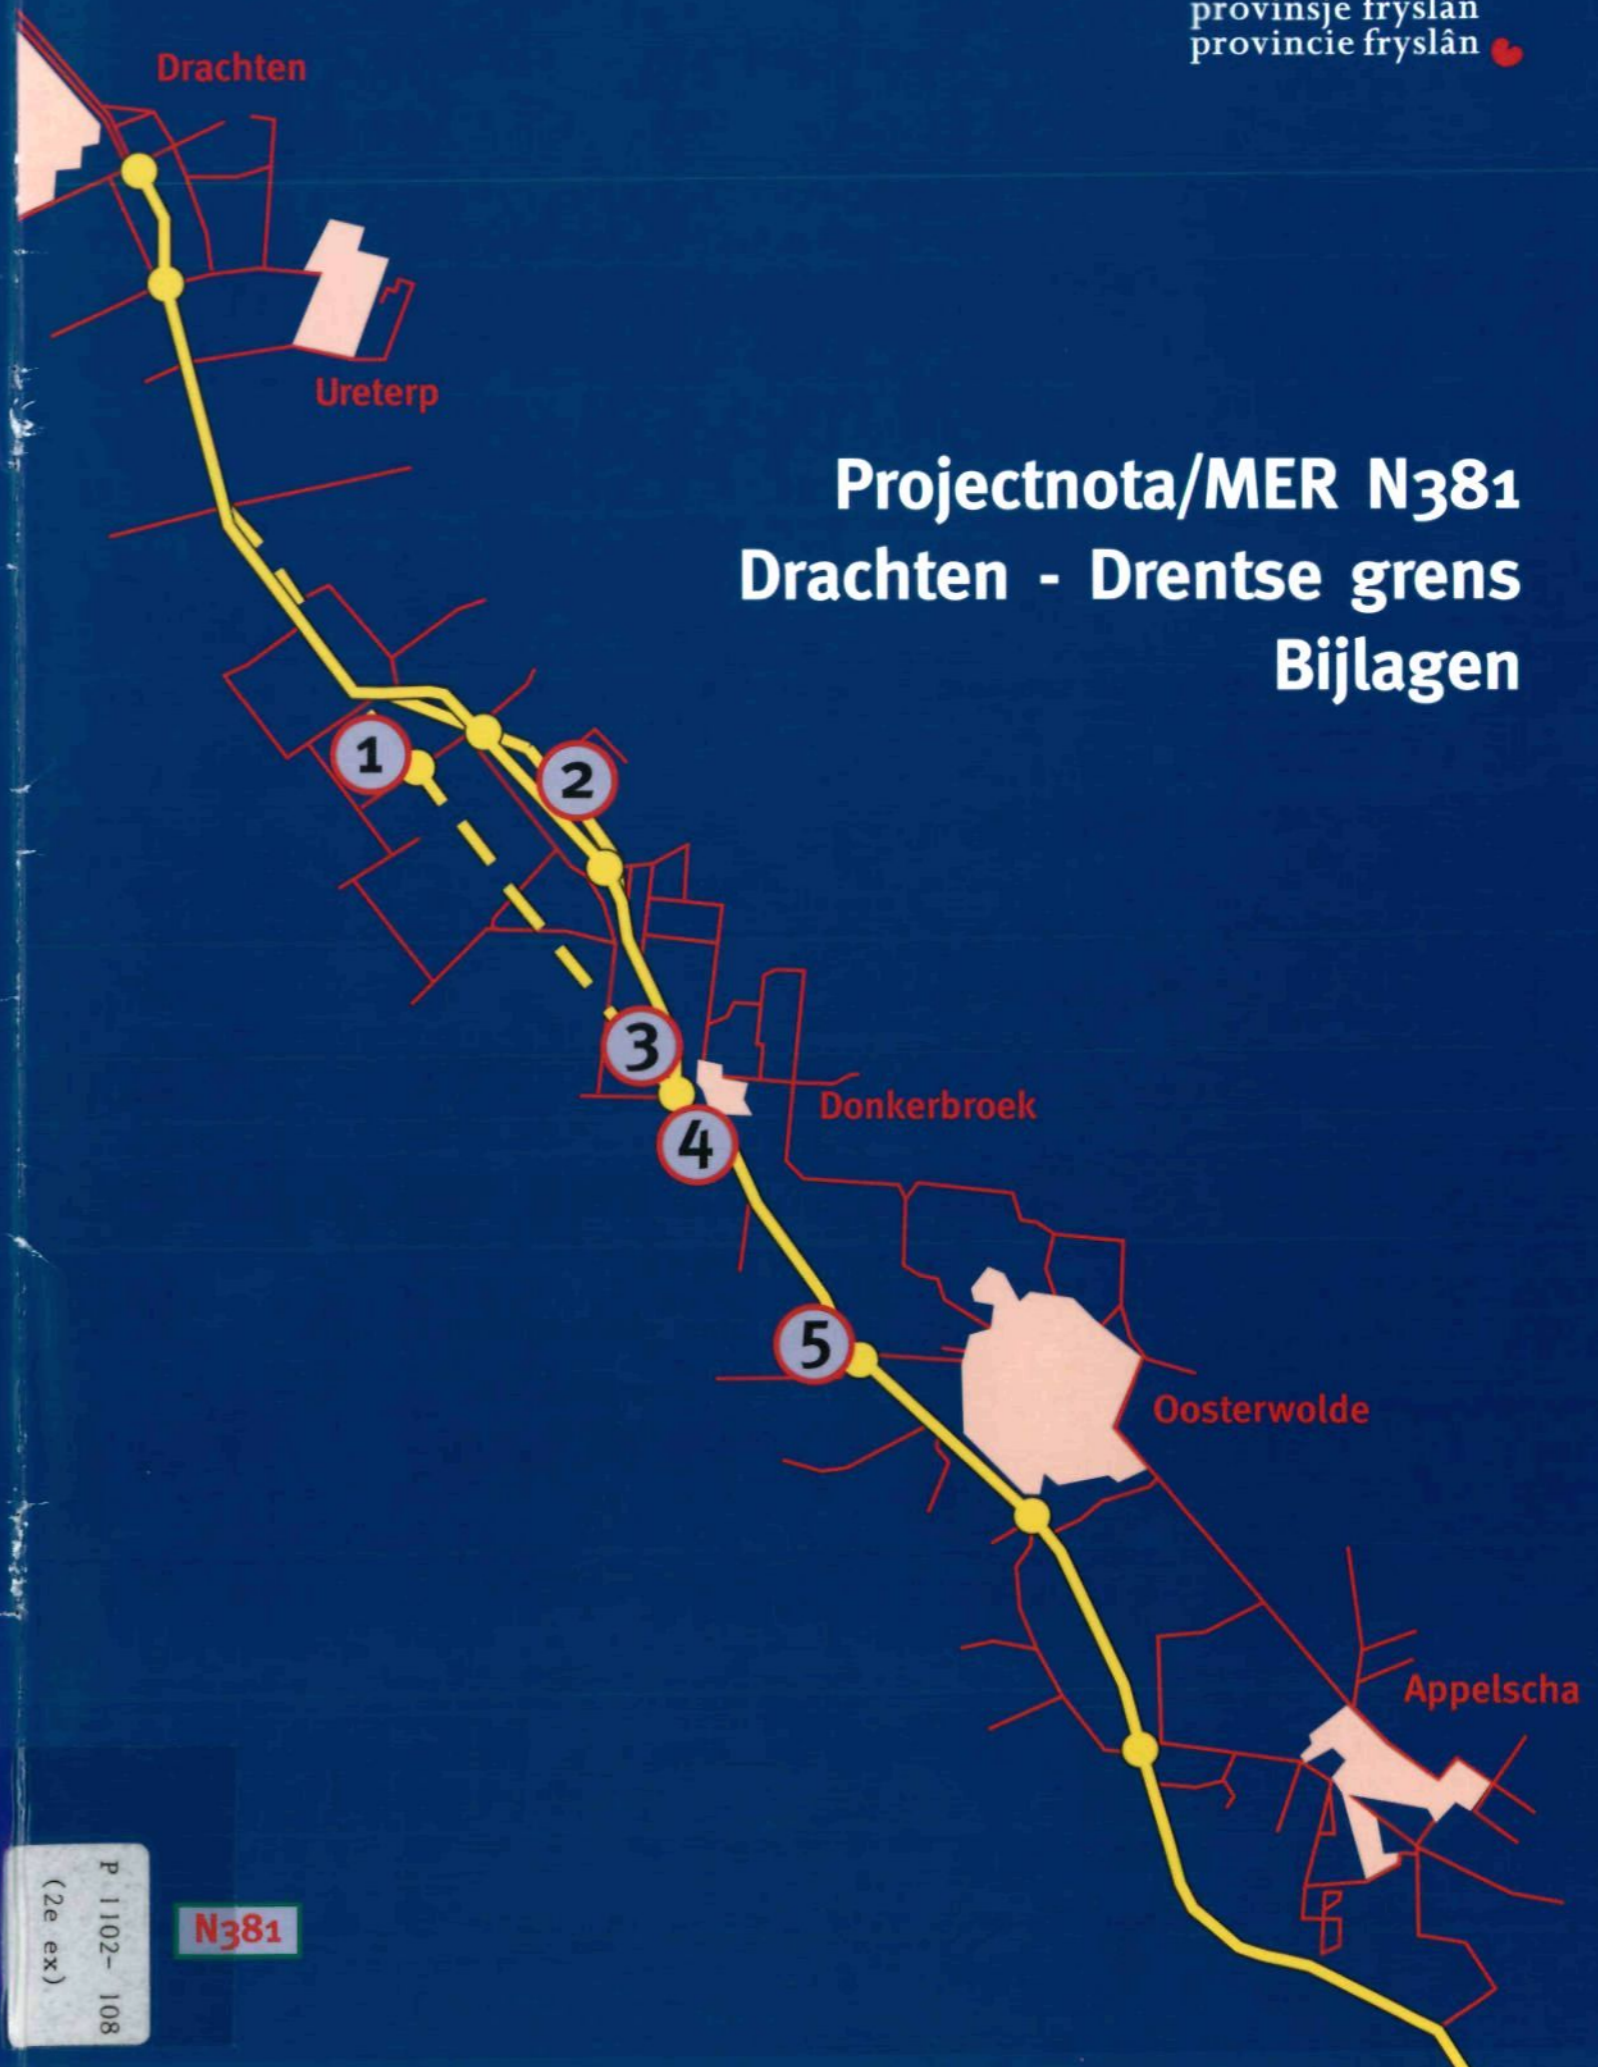 provinsje fryslân
provincie fryslân
Drachten
Ureterp
Projectnota/MER N381
Drachten - Drentse grens
Bijlagen
1
2
3
Donkerbroek
4
5
Oosterwolde
Appelscha
N381
P 1102- 108
(2e ex)